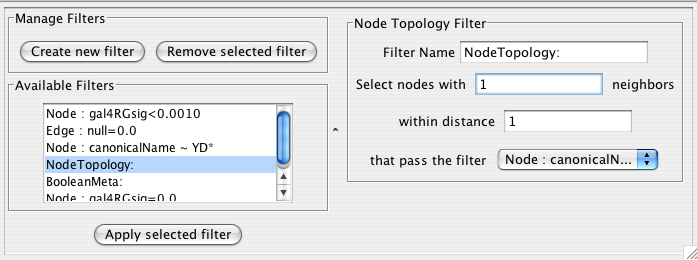 Manage Filters
Create new filter
Remove selected filter
Available Filters
Node : gal4RGsig<0.0010
Edge : null=0.0
Node : canonicalName ~ YD*
NodeTopology:
BooleanMeta:
Node : gal4RGsig=0.0
Apply selected filter
Node Topology Filter
Filter Name NodeTopology:
Select nodes with 1 neighbors
within distance 1
that pass the filter Node : canonicalN...